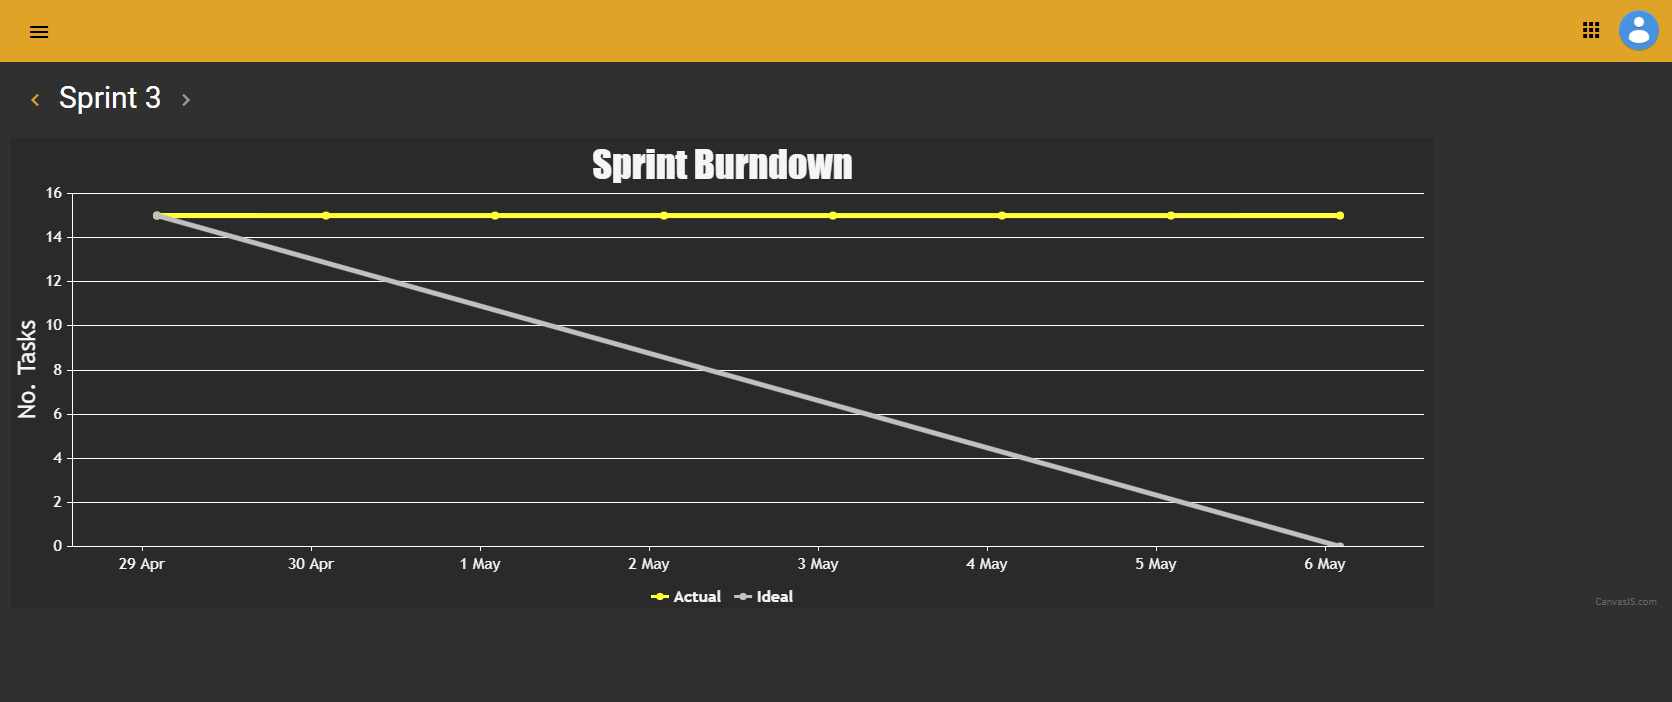 Sprint 3
Sprint Burndown
No. Tasks
16
14
12
10
8
6
4
2
0
29 Apr 30 Apr 1 May 2 May 3 May 4 May 5 May 6 May
Actual Ideal
CanvasJS.com